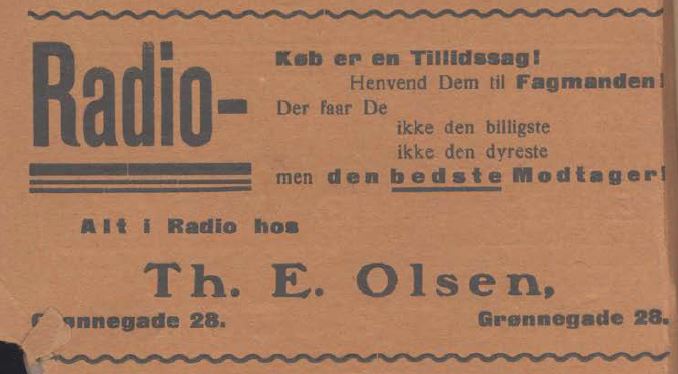 Radio-
Køb er en Tillidssag!
Henvend Dem til Fagmanden!
Der faar De
ikke den billigste
ikke den dyreste
men den bedste Modtager!
Alt i Radio hos
Th. E. Olsen,
Grønnegade 28. Grønnegade 28.